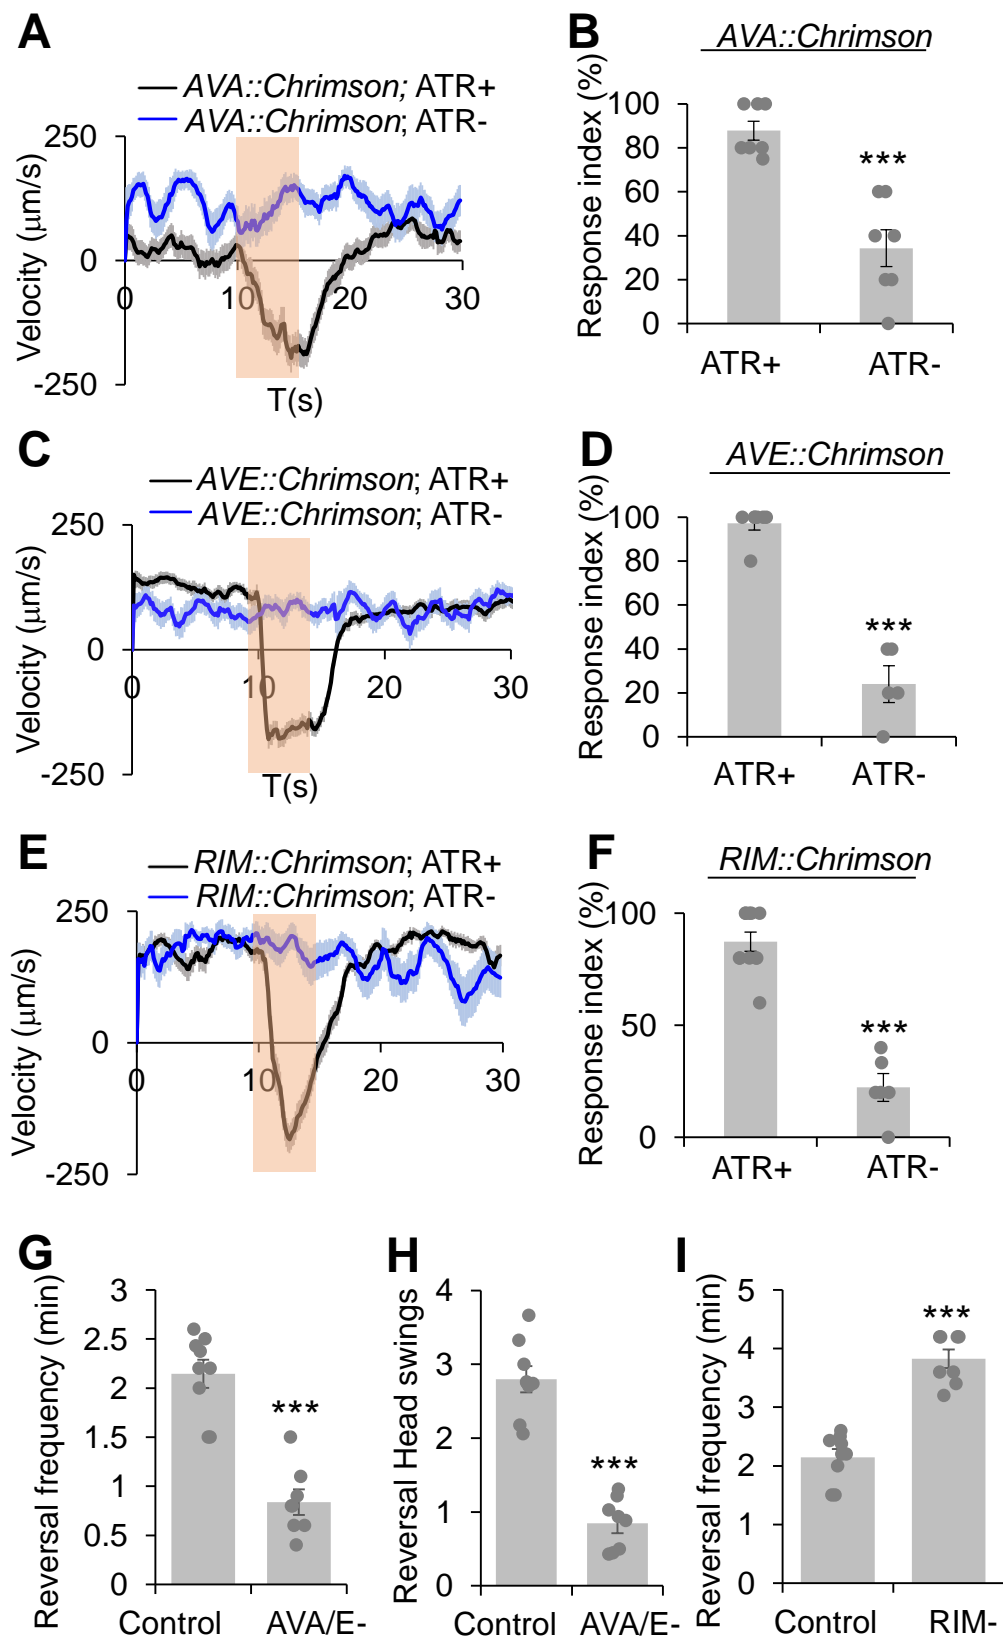 A
AVA::Chrimson; ATR+
AVA::Chrimson; ATR-
Velocity (μm/s)
250
0
-250
0
10
20
30
T(s)
B
AVA::Chrimson
Response index (%)
100
80
60
40
20
0
***
ATR+
ATR-
C
AVE::Chrimson; ATR+
AVE::Chrimson; ATR-
Velocity (μm/s)
250
0
-250
0
10
20
30
T(s)
D
AVE::Chrimson
Response index (%)
100
80
60
40
20
0
***
ATR+
ATR-
E
RIM::Chrimson; ATR+
RIM::Chrimson; ATR-
Velocity (μm/s)
250
0
-250
0
10
20
30
F
RIM::Chrimson
Response index (%)
100
50
0
***
ATR+
ATR-
G
Reversal frequency (min)
3
2.5
2
1.5
1
0.5
0
***
Control
AVA/E-
H
Reversal Head swings
4
3
2
1
0
***
Control
AVA/E-
I
Reversal frequency (min)
5
4
3
2
1
0
***
Control
RIM-